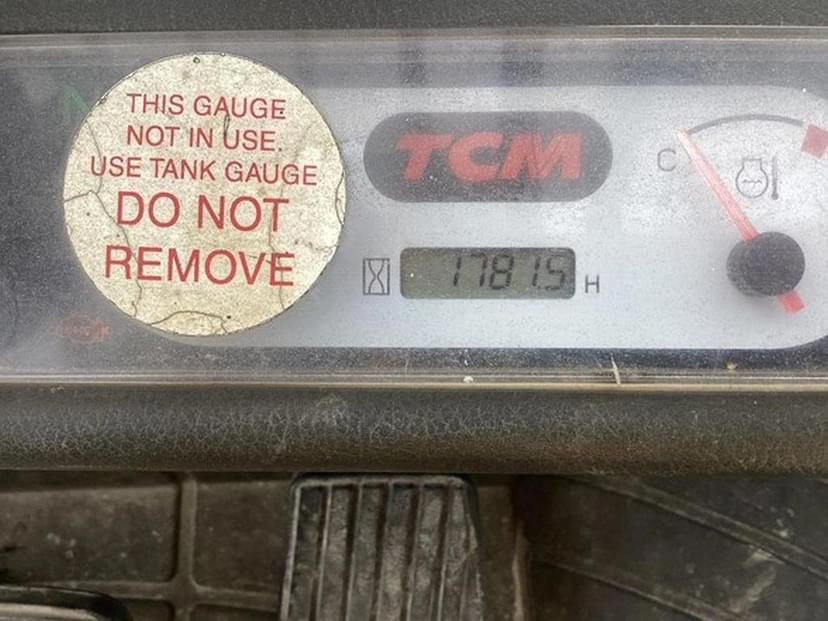 N
THIS GAUGE
NOT IN USE.
USE TANK GAUGE
DO NOT
REMOVE
TCM
C
1781.5 H